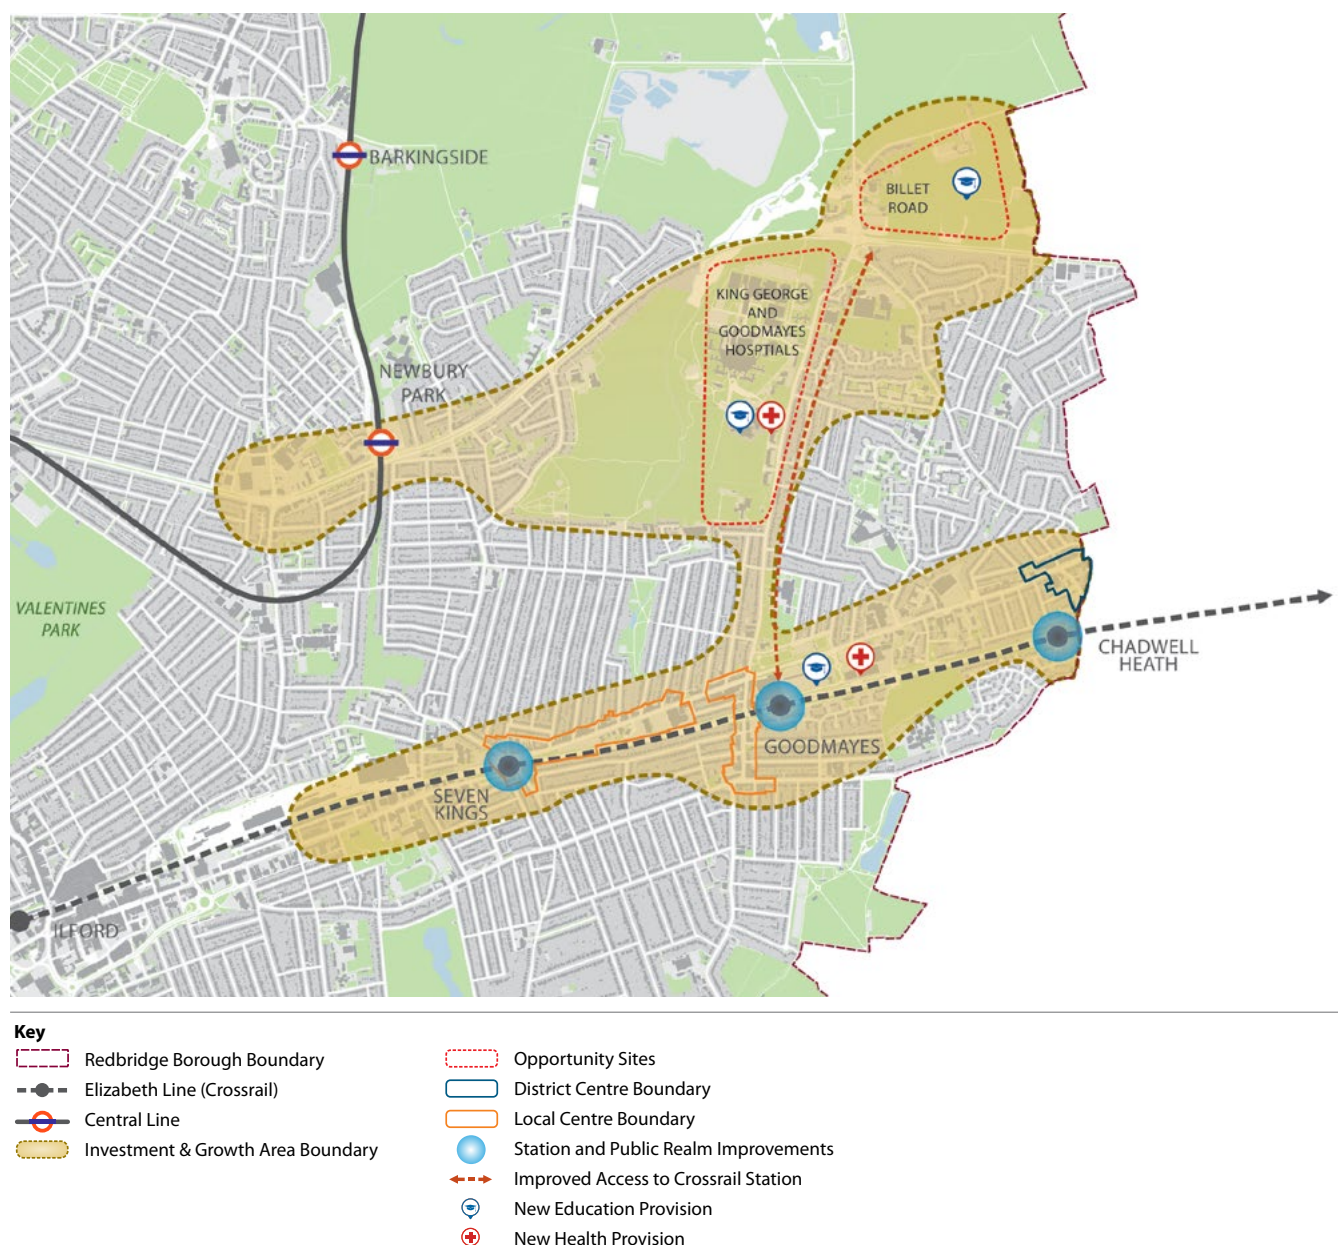 BARKINGSIDE
BILLET
ROAD
KING GEORGE
AND
GOODMAYES
HOSPTIALS
NEWBURY
PARK
VALENTINES
PARK
CHADWELL
HEATH
GOODMAYES
SEVEN
KINGS
ILFORD
Key
Redbridge Borough Boundary
Elizabeth Line (Crossrail)
Central Line
Investment & Growth Area Boundary
Opportunity Sites
District Centre Boundary
Local Centre Boundary
Station and Public Realm Improvements
Improved Access to Crossrail Station
New Education Provision
New Health Provision